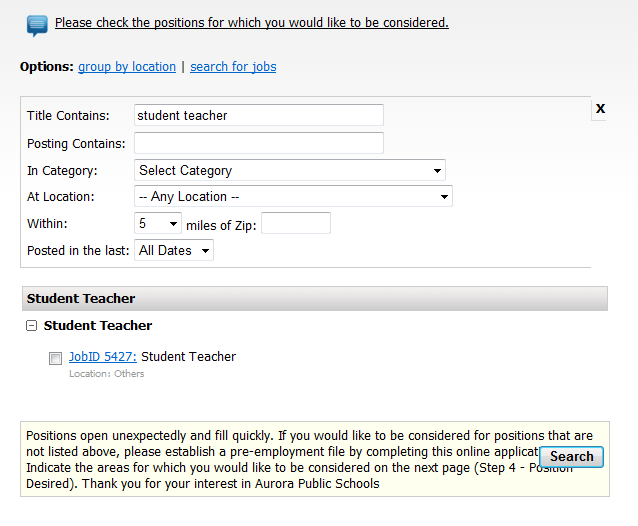 Please check the positions for which you would like to be considered.
Options: group by location | search for jobs
X
Title Contains: student teacher
Posting Contains:
In Category: Select Category
At Location: -- Any Location --
Within: 5 miles of Zip:
Posted in the last: All Dates
Student Teacher
Student Teacher
JobID 5427: Student Teacher
Location: Others
Positions open unexpectedly and fill quickly. If you would like to be considered for positions that are
not listed above, please establish a pre-employment file by completing this online applicati
Search
Indicate the areas for which you would like to be considered on the next page (Step 4 - Position
Desired). Thank you for your interest in Aurora Public Schools